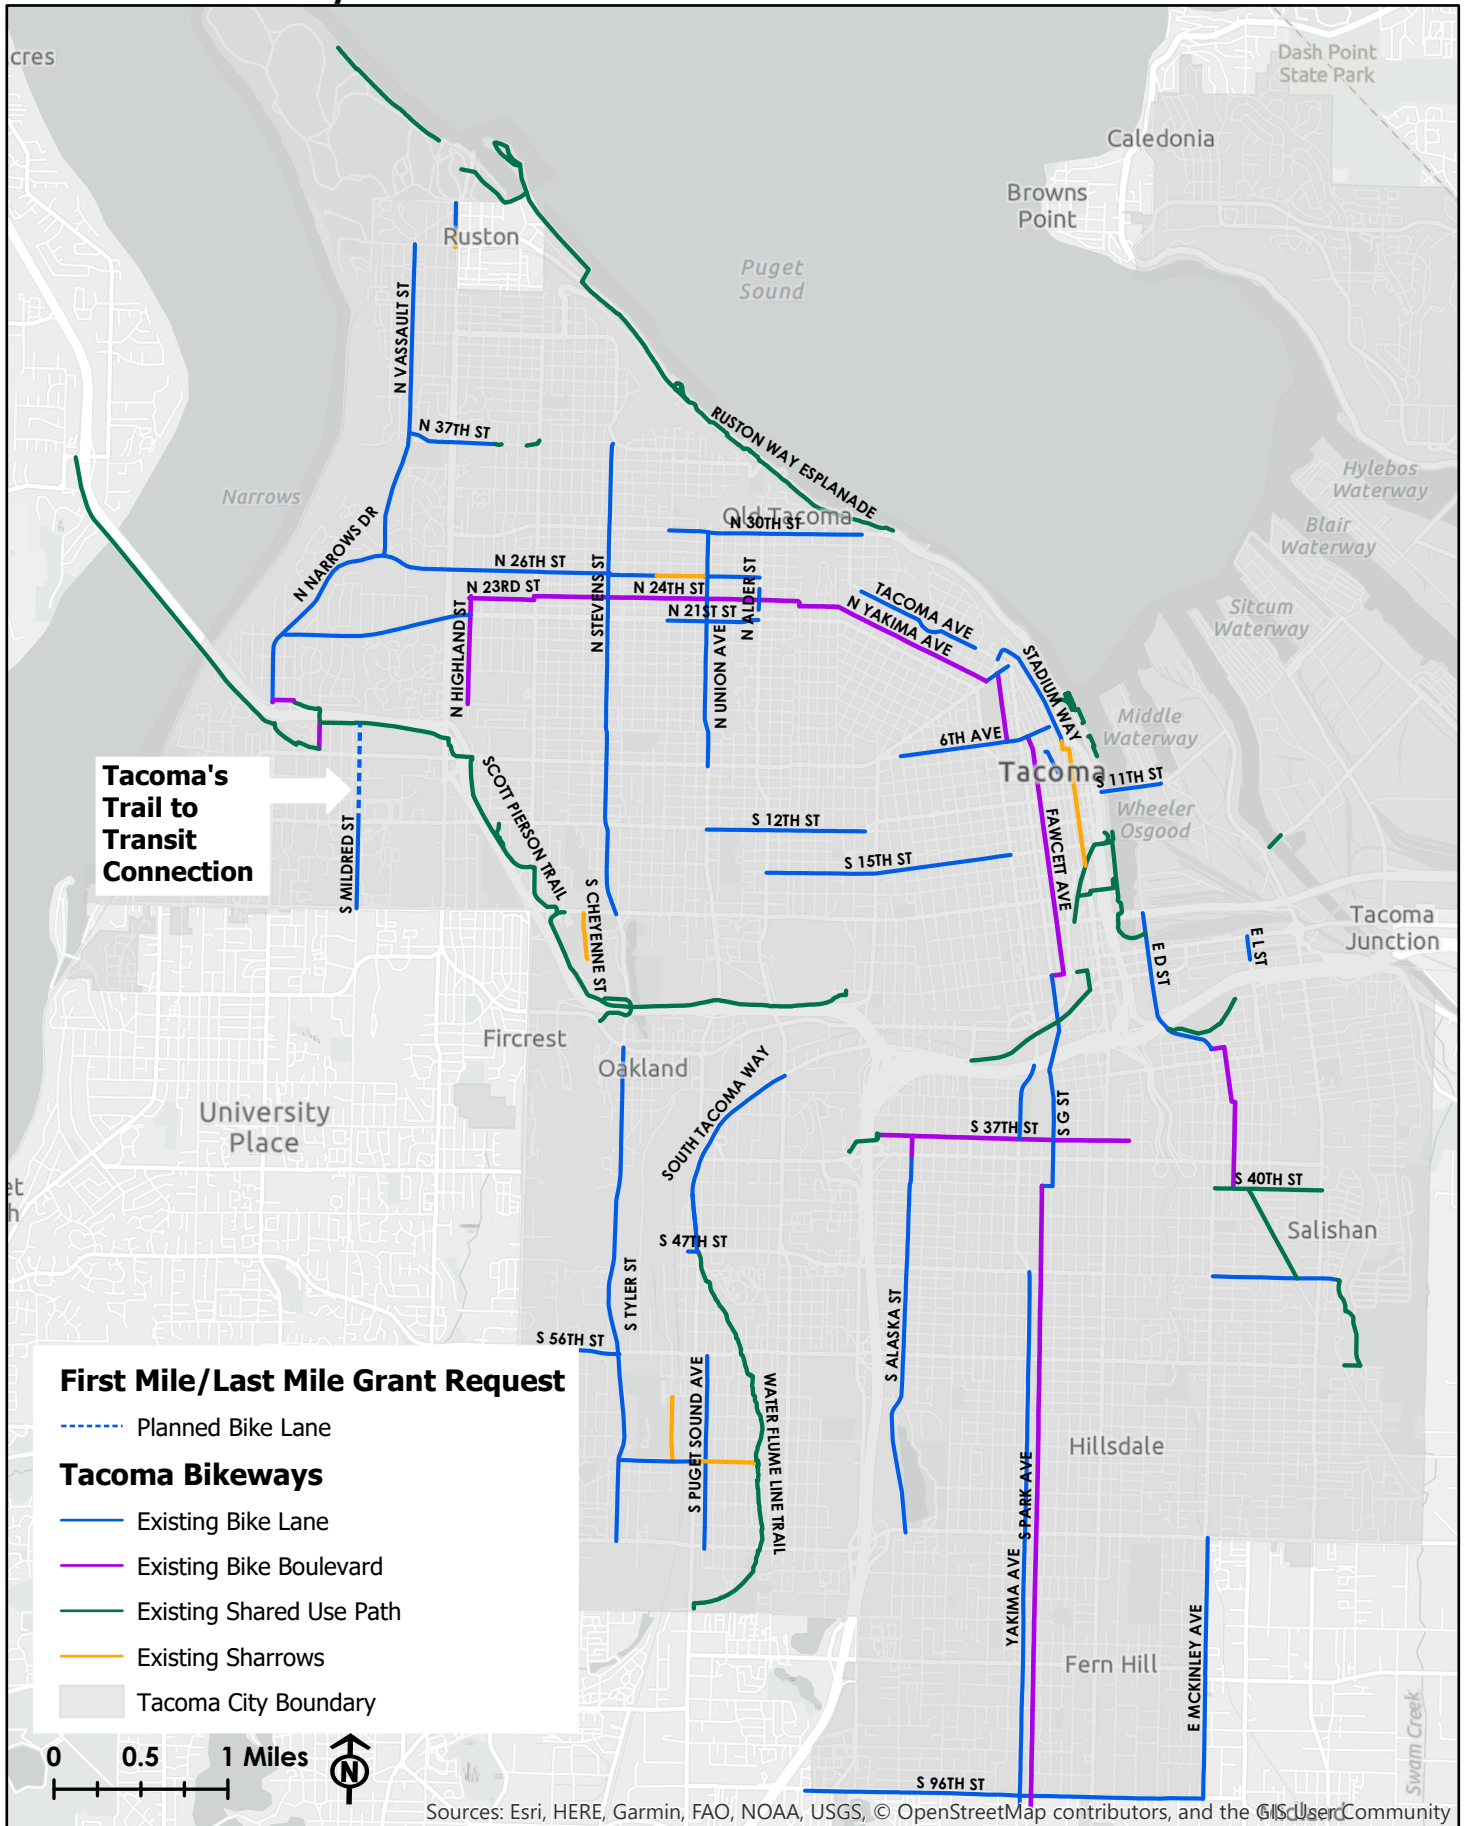 cres
Dash Point
State Park
Caledonia
Browns
Point
Ruston
Puget
Sound
N VASSAULT ST
N 37TH ST
RUSTON WAY ESPLANADE
Hylebos
Waterway
Narrows
Old Tacoma
N 30TH ST
Blair
Waterway
N NARROWS DR
N 26TH ST
N STEVENS ST
N 23RD ST
N 24TH ST
N ALDER ST
N 21ST ST
TACOMA AVE
N YAKIMA AVE
Sitcum
Waterway
N HIGHLAND ST
N UNION AVE
STADIUM WAY
Middle
Waterway
6TH AVE
Tacoma
S 11TH ST
Tacoma's
Trail to
Transit
Connection
SCOTT PIERSON TRAIL
Wheeler
Osgood
S 12TH ST
FAWCETT AVE
S MILDRED ST
S 15TH ST
S CHEYENNE ST
Tacoma
Junction
E D ST
E L ST
Fircrest
Oakland
SOUTH TACOMA WAY
University
Place
S G ST
S 37TH ST
et
h
S 40TH ST
Salishan
S 47TH ST
S TYLER ST
S ALASKA ST
S 56TH ST
S PUGET SOUND AVE
WATER FLUME LINE TRAIL
First Mile/Last Mile Grant Request
Planned Bike Lane
Tacoma Bikeways
Existing Bike Lane
Existing Bike Boulevard
Existing Shared Use Path
Existing Sharrows
Tacoma City Boundary
Hillsdale
S PARK AVE
YAKIMA AVE
Fern Hill
E MCKINLEY AVE
Swam Creek
0 0.5 1 Miles
N
S 96TH ST
Midland
Sources: Esri, HERE, Garmin, FAO, NOAA, USGS, © OpenStreetMap contributors, and the GIS User Community